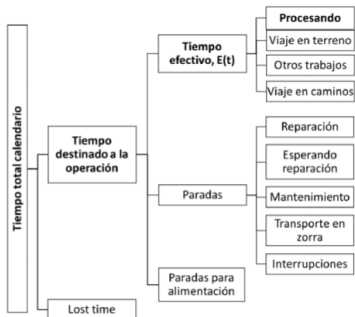 Tiempo total calendario
Tiempo
destinado a la
operación
Lost time
Tiempo
efectivo, E(t)
Paradas
Paradas para
alimentación
Procesando
Viaje en terreno
Otros trabajos
Viaje en caminos
Reparación
Esperando
reparación
Mantenimiento
Transporte en
zorra
Interrupciones